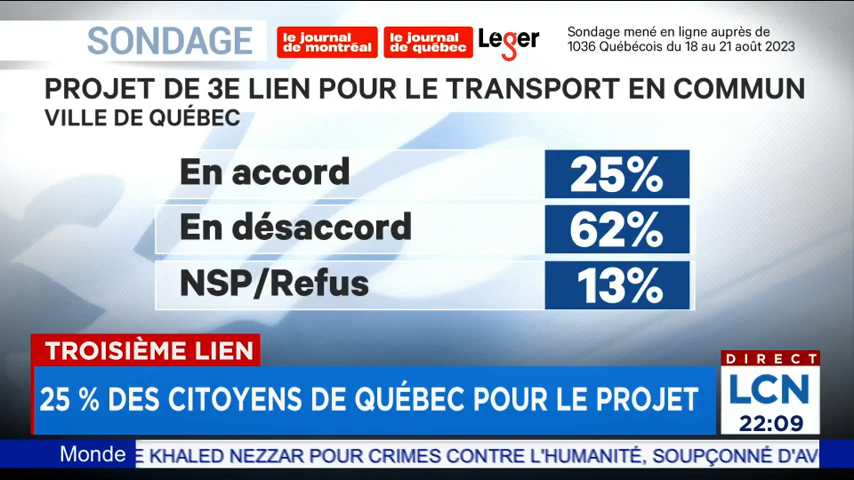 SONDAGE
le journal de montréal
le journal de québec
Leger
Sondage mené en ligne auprès de
1036 Québécois du 18 au 21 août 2023
PROJET DE 3E LIEN POUR LE TRANSPORT EN COMMUN
VILLE DE QUÉBEC
En accord 25%
En désaccord 62%
NSP/Refus 13%
TROISIÈME LIEN
25 % DES CITOYENS DE QUÉBEC POUR LE PROJET
DIRECT
LCN
22:09
Monde E KHALED NEZZAR POUR CRIMES CONTRE L'HUMANITÉ, SOUPÇONNÉ D'AV